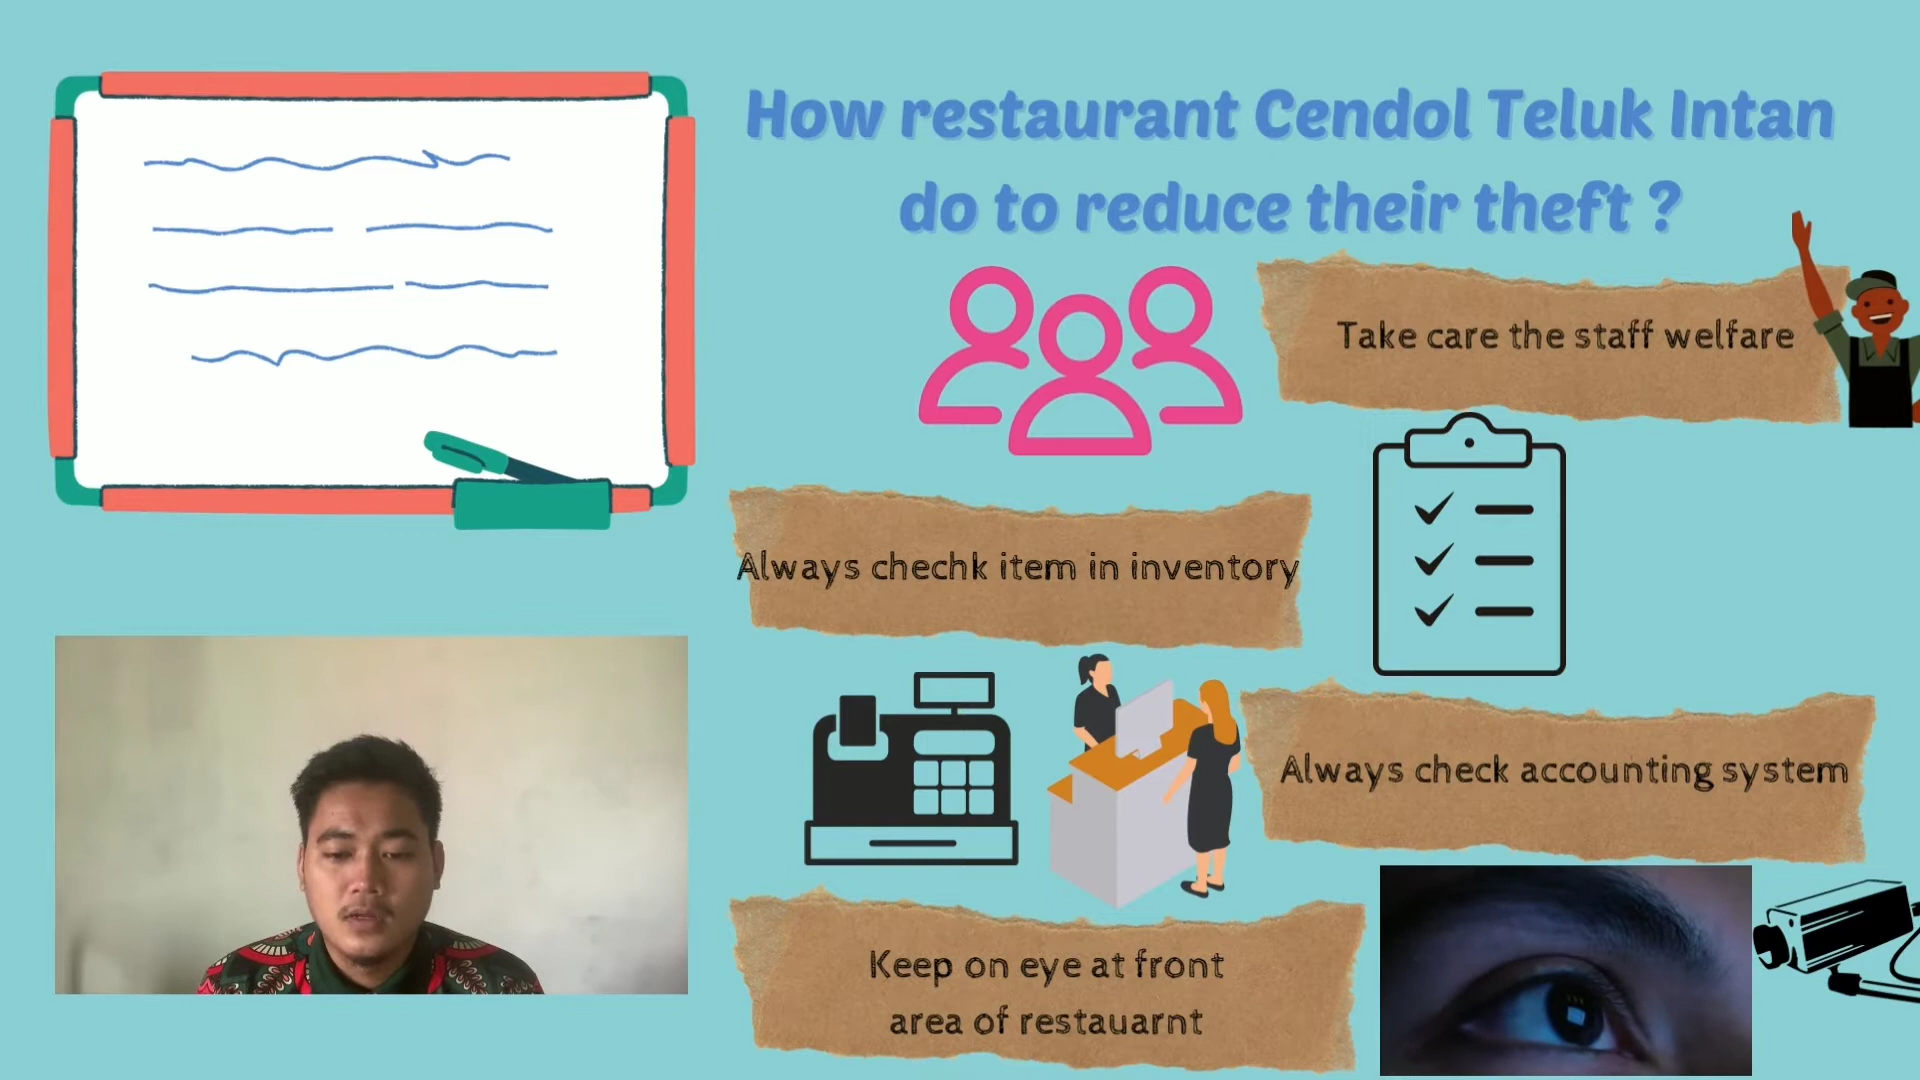 How restaurant Cendol Teluk Intan
do to reduce their theft ?
Take care the staff welfare
Always chechk item in inventory
Always check accounting system
Keep on eye at front
area of restauarnt